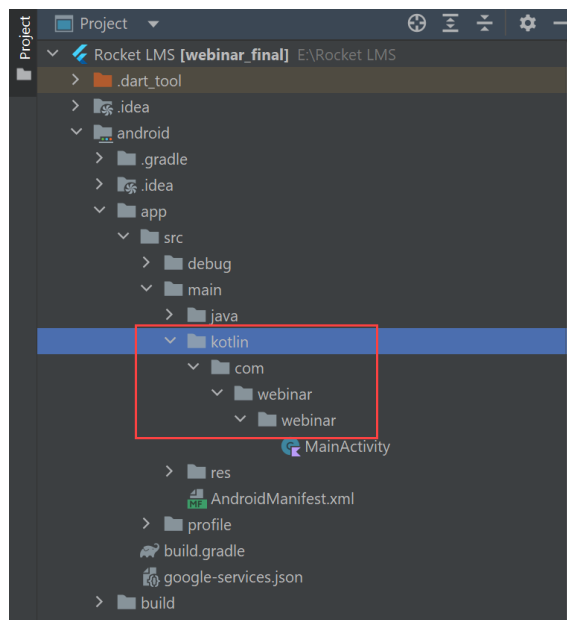 Project
Project
Rocket LMS [webinar_final] E:\Rocket LMS
.dart_tool
.idea
android
.gradle
.idea
app
src
debug
main
java
kotlin
com
webinar
webinar
MainActivity
res
MF
AndroidManifest.xml
profile
build.gradle
google-services.json
build